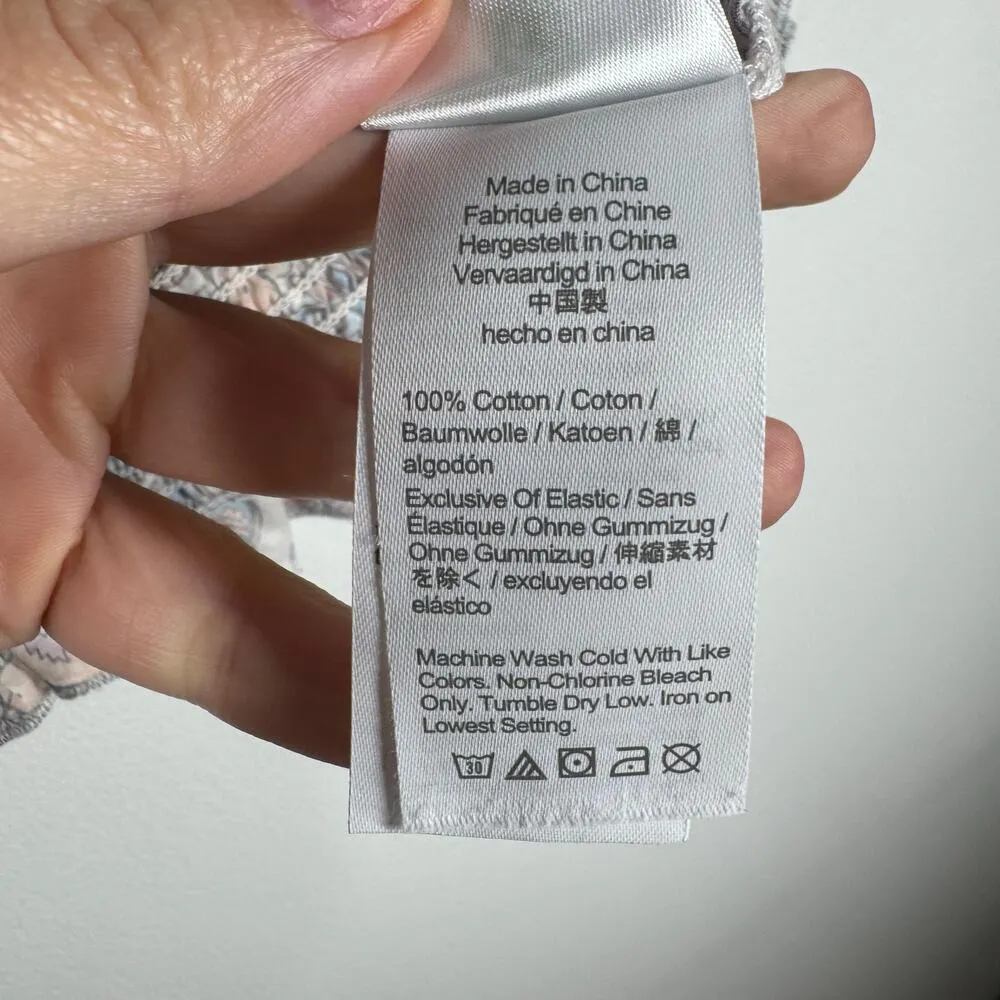 Made in China
Fabriqué en Chine
Hergestellt in China
Vervaardigd in China
中国製
hecho en china
100% Cotton / Coton /
Baumwolle / Katoen / 綿 /
algodón
Exclusive Of Elastic / Sans
Élastique / Ohne Gummizug /
Ohne Gummizug / 伸縮素材
を除く / excluyendo el
elástico
Machine Wash Cold With Like
Colors. Non-Chlorine Bleach
Only. Tumble Dry Low. Iron on
Lowest Setting.
30